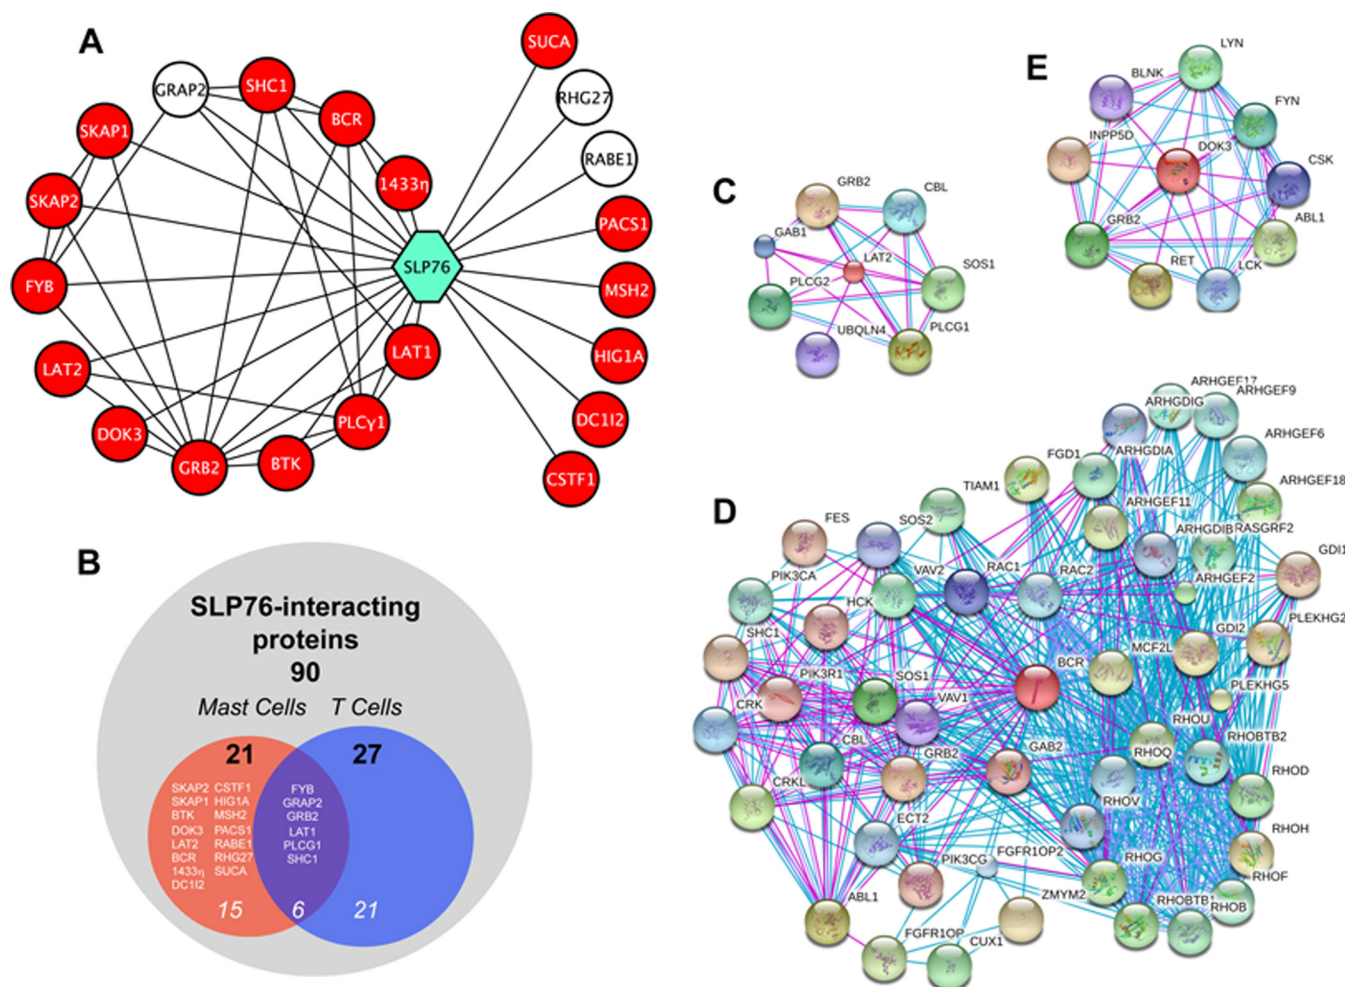 A
SUCA
GRAP2
SHC1
RHG27
BCR
SKAP1
RABE1
1433η
SKAP2
PACS1
SLP76
FYB
MSH2
LAT1
HIG1A
LAT2
PLCγ1
DC1I2
DOK3
GRB2
BTK
CSTF1
B
SLP76-interacting
proteins
90
Mast Cells T Cells
21 27
SKAP2 CSTF1
SKAP1 HIG1A
BTK MSH2
DOK3 PACS1
LAT2 RABE1
BCR RHG27
1433η SUCA
DC1I2
FYB
GRAP2
GRB2
LAT1
PLCG1
SHC1
15 6 21
C
GRB2
CBL
GAB1
LAT2
SOS1
PLCG2
UBQLN4
PLCG1
E
LYN
BLNK
FYN
INPP5D
DOK3
CSK
GRB2
ABL1
RET
LCK
D
ARHGEF17
ARHGEF9
ARHGDIG
ARHGEF6
FGD1
ARHGDIA
TIAM1
ARHGEF18
ARHGEF11
FES
SOS2
ARHGDIB
RASGRF2
GDI1
PIK3CA
VAV2
RAC1
RAC2
ARHGEF2
HCK
PLEKHG2
SHC1
GDI2
BCR
MCF2L
PIK3R1
SOS1
VAV1
PLEKHG5
CRK
RHOU
CBL
GRB2
GAB2
RHOQ
RHOBTB2
RHOD
CRKL
RHOV
ECT2
RHOH
FGFR1OP2
PIK3CG
RHOG
RHOF
ABL1
ZMYM2
RHOBTB1
RHOB
FGFR1OP
CUX1